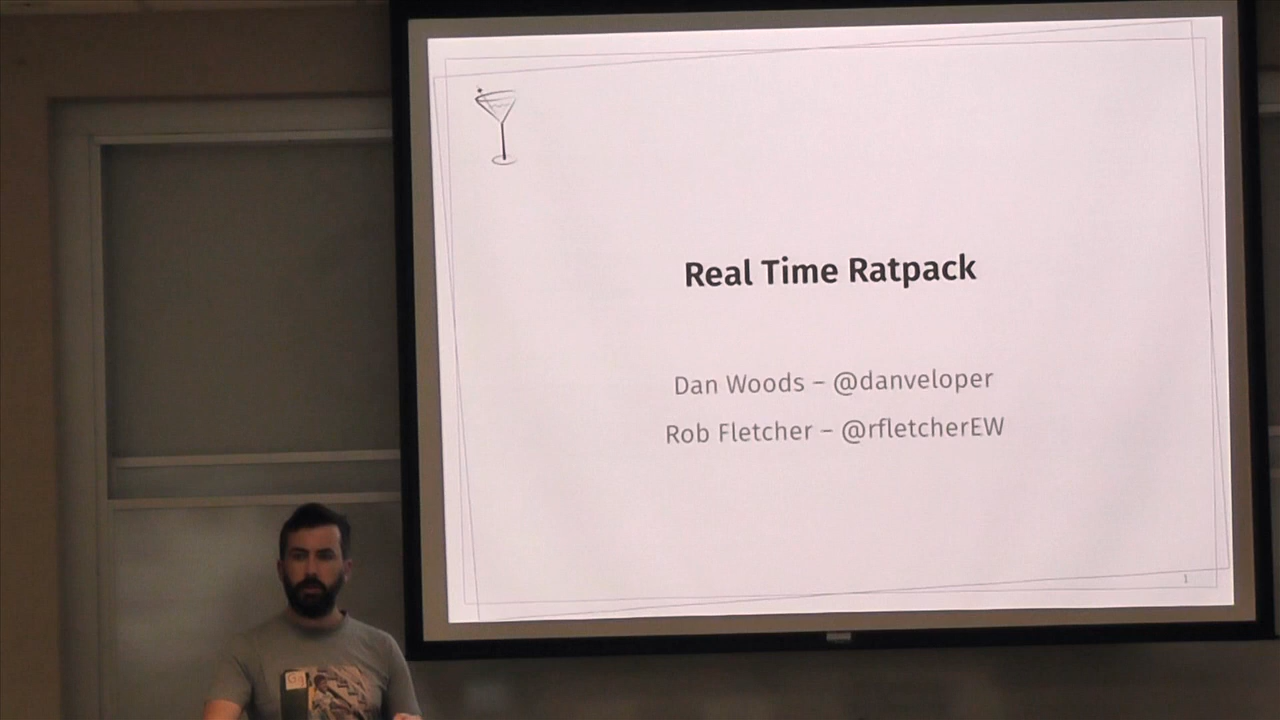 Real Time Ratpack
Dan Woods – @danveloper
Rob Fletcher – @rfletcherEW
1